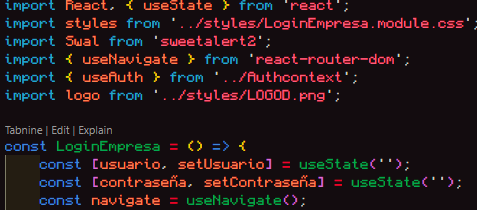 import React, { useState } from 'react';
import styles from '../styles/LoginEmpresa.module.css';
import Swal from 'sweetalert2';
import { useNavigate } from 'react-router-dom';
import { useAuth } from '../Authcontext';
import logo from '../styles/LOGOD.png';
Tabnine | Edit | Explain
const LoginEmpresa = () => {
const [usuario, setUsuario] = useState('');
const [contraseña, setContraseña] = useState('');
const navigate = useNavigate();